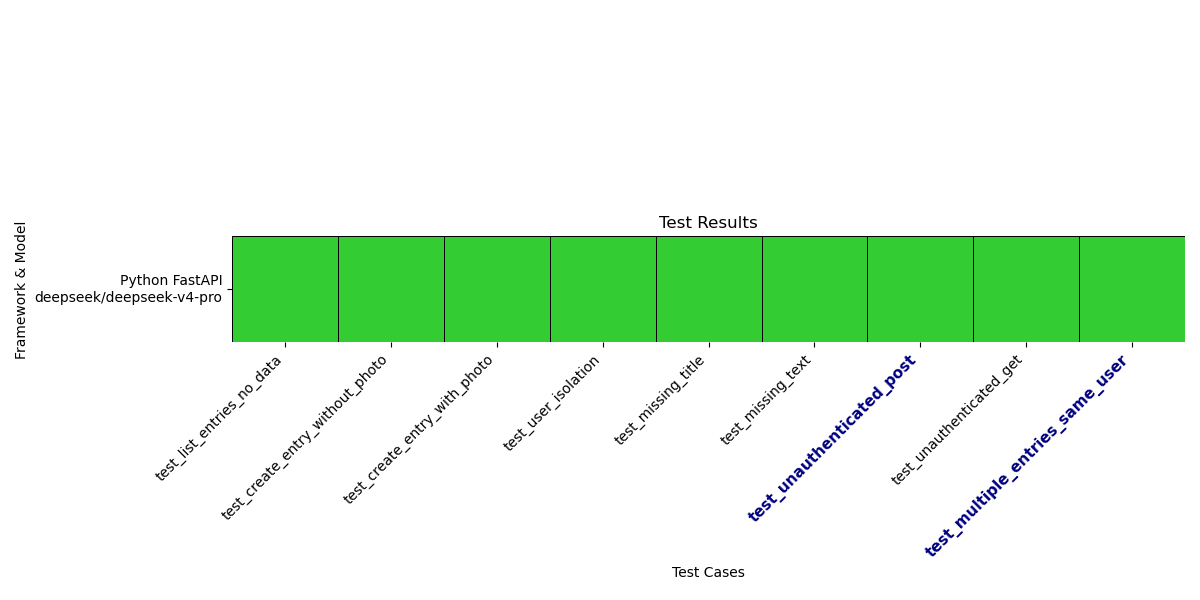 Test Results
Framework & Model
Python FastAPI
deepseek/deepseek-v4-pro
test_list_entries_no_data
test_create_entry_without_photo
test_create_entry_with_photo
test_user_isolation
test_missing_title
test_missing_text
test_unauthenticated_post
test_unauthenticated_get
test_multiple_entries_same_user
Test Cases